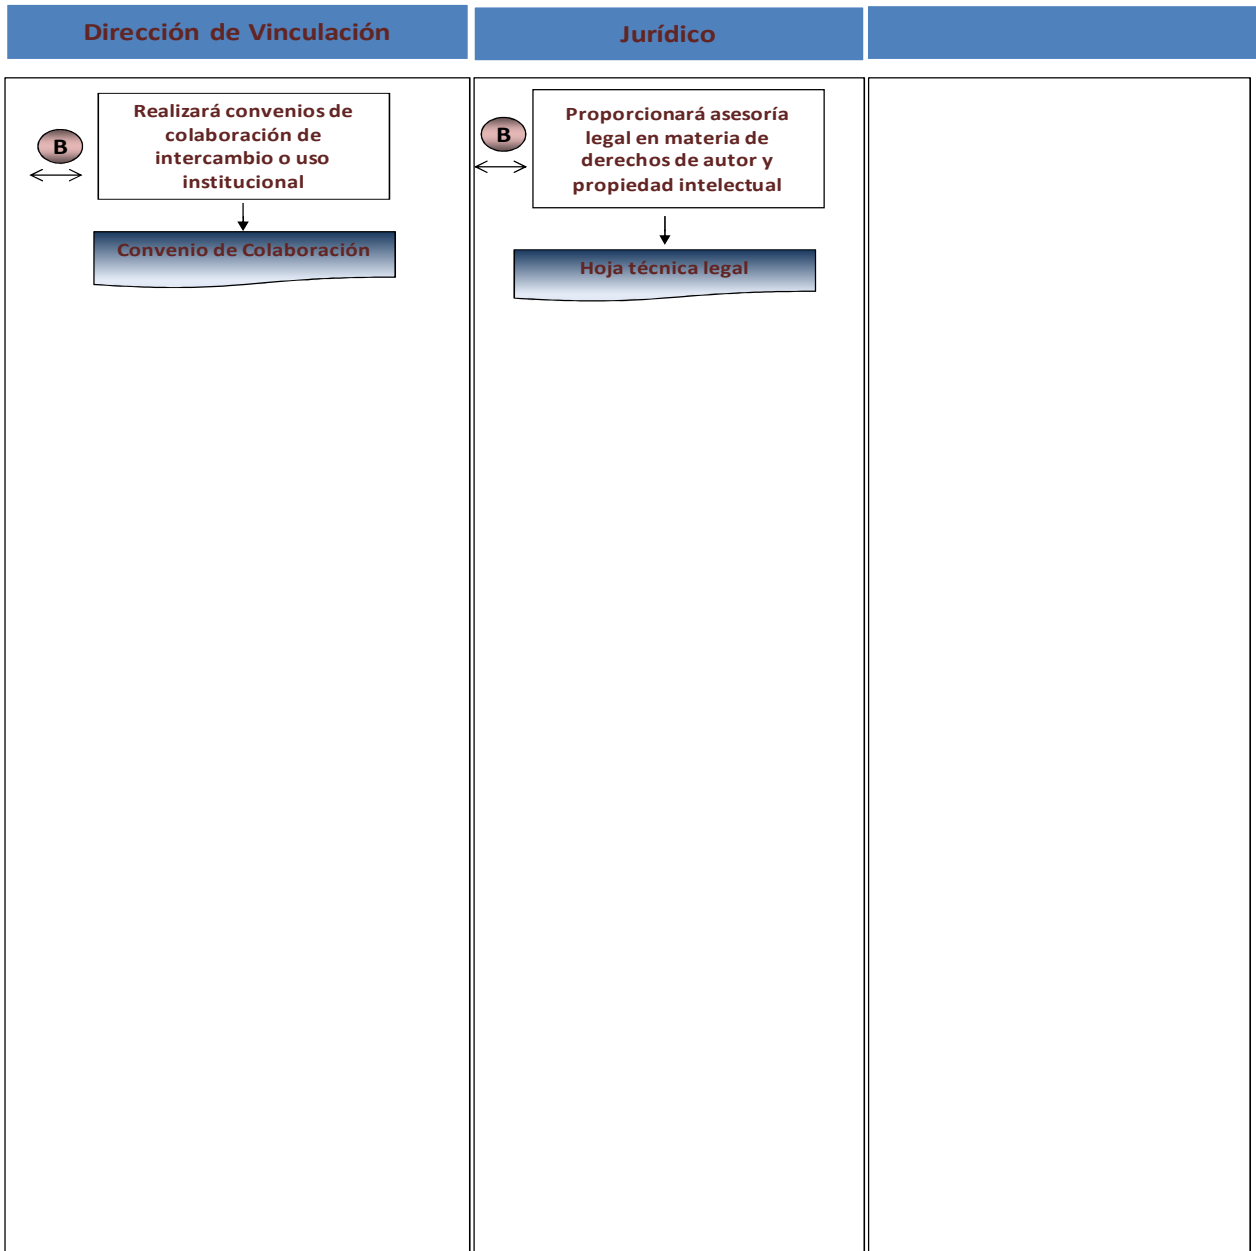 Dirección de Vinculación
Jurídico
B
Realizará convenios de
colaboración de
intercambio o uso
institucional
Convenio de Colaboración
B
Proporcionará asesoría
legal en materia de
derechos de autor y
propiedad intelectual
Hoja técnica legal